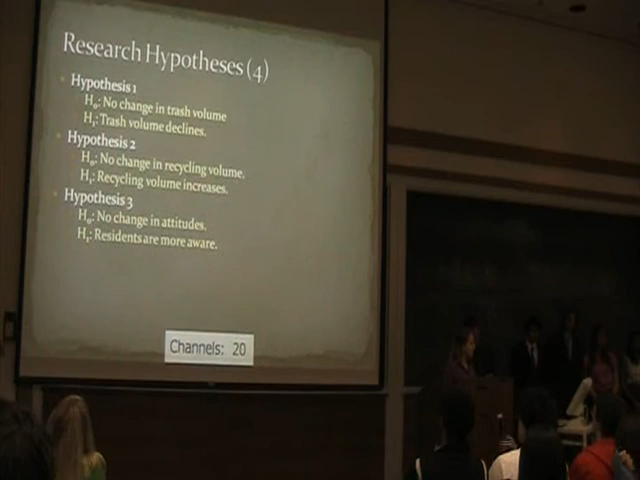 Research Hypotheses (4)
Hypothesis 1
H₀: No change in trash volume
H₁: Trash volume declines.
Hypothesis 2
H₀: No change in recycling volume.
H₁: Recycling volume increases.
Hypothesis 3
H₀: No change in attitudes.
H₁: Residents are more aware.
Channels: 20